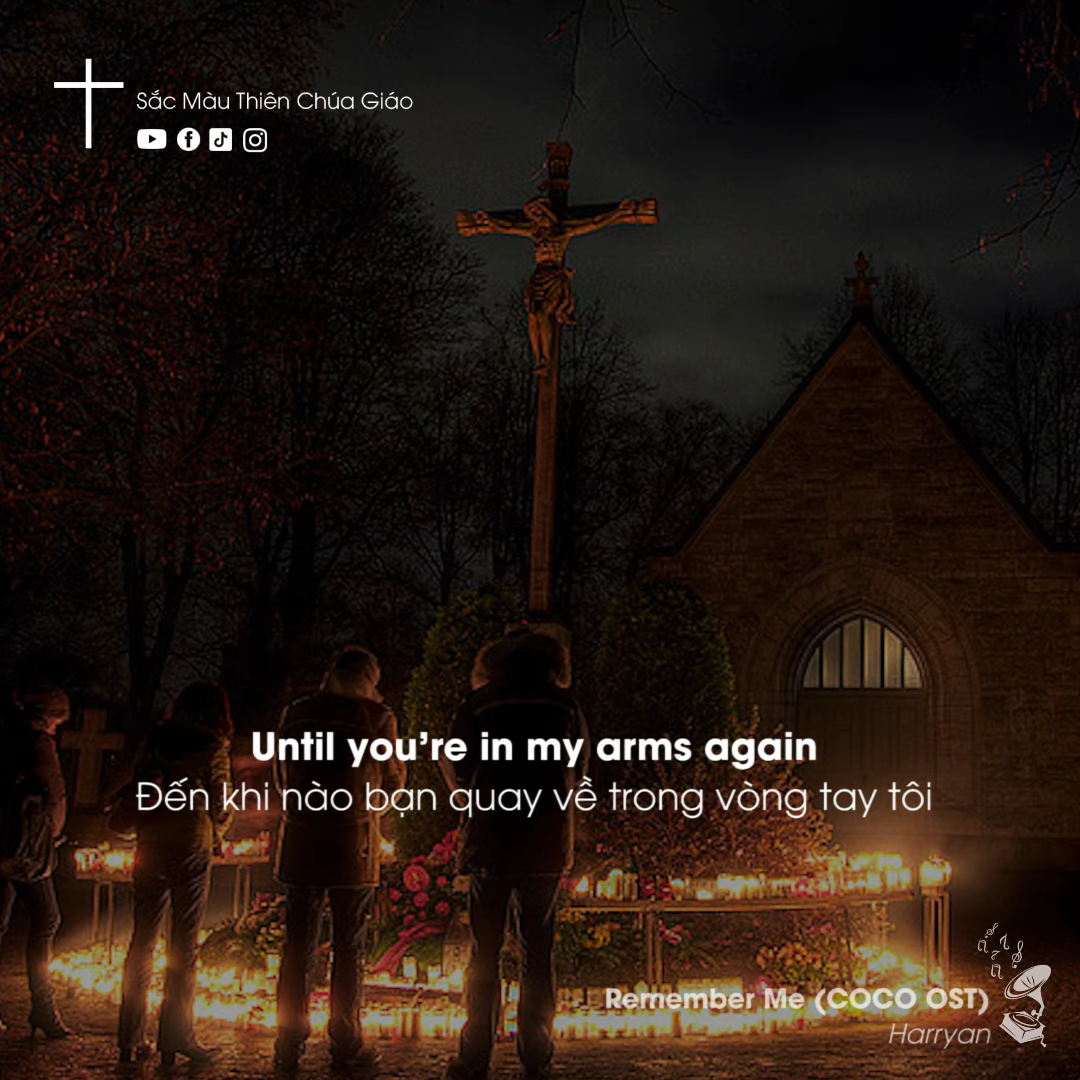 Sắc Màu Thiên Chúa Giáo
Until you’re in my arms again
Đến khi nào bạn quay về trong vòng tay tôi
Remember Me (COCO OST)
Harryan